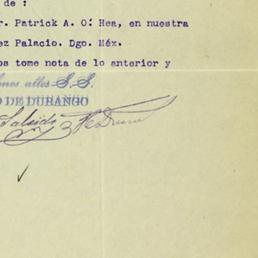 de :
r. Patrick A. O'. Hea, en nuestra
ez Palacio. Dgo. Méx.
os tome nota de lo anterior y
S. S.
O DE DURANGO